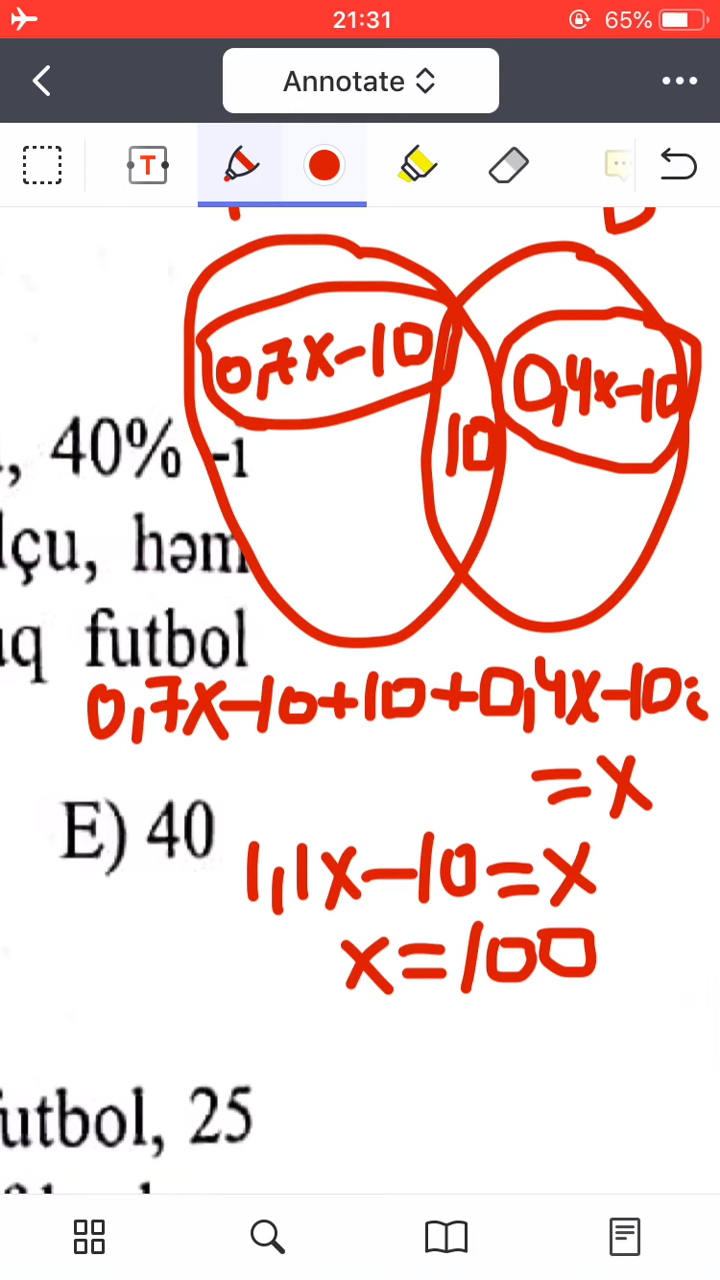 21:31
65%
Annotate
T
0,7x-10
10
0,4x-10
, 40% -ı
lçu, həm
futbol
0,7x-10+10+0,4x-10
=x
E) 40
1,1x-10=x
x=100
utbol, 25